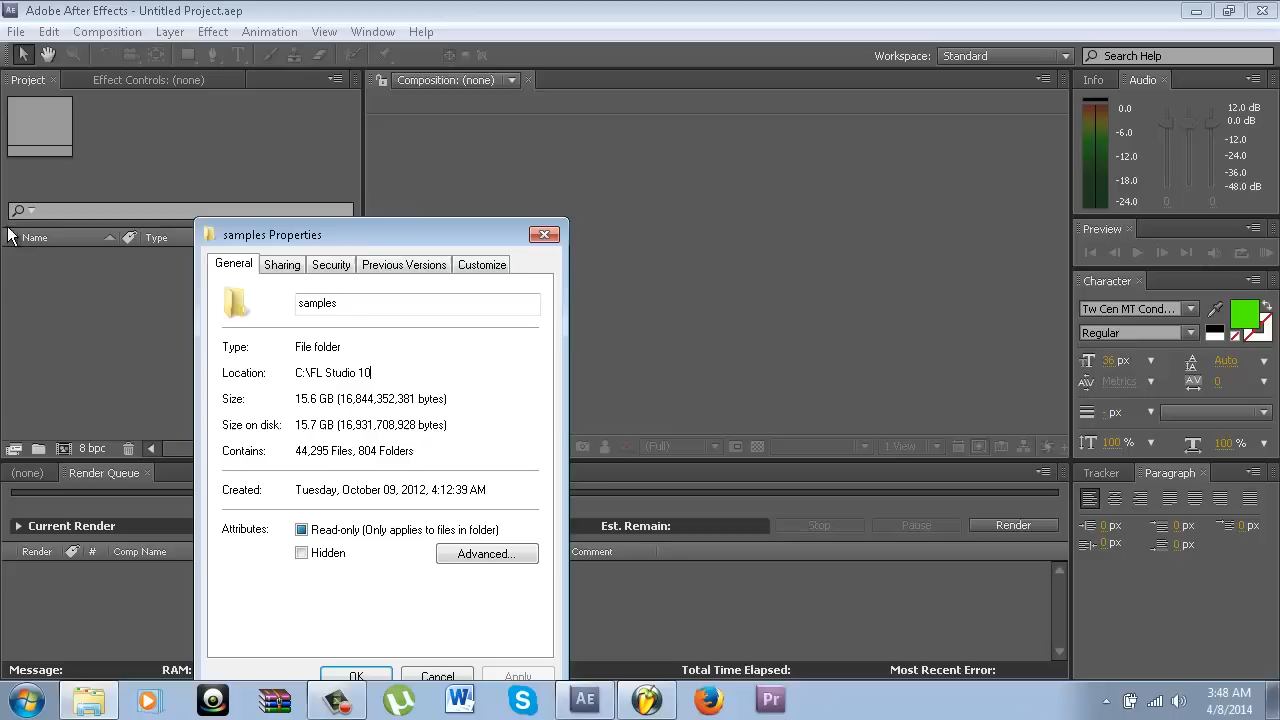 Adobe After Effects - Untitled Project.aep
File Edit Composition Layer Effect Animation View Window Help
Workspace: Standard Search Help
Project Effect Controls: (none) Composition: (none) Info Audio
0.0
-6.0
-12.0
-18.0
-24.0
12.0 dB
0.0 dB
-12.0
-24.0
-36.0
-48.0 dB
0 0
Name Type
samples Properties
General Sharing Security Previous Versions Customize
samples
Type: File folder
Location: C:\FL Studio 10
Size: 15.6 GB (16,844,352,381 bytes)
Size on disk: 15.7 GB (16,931,708,928 bytes)
Contains: 44,295 Files, 804 Folders
Created: Tuesday, October 09, 2012, 4:12:39 AM
Attributes: Read-only (Only applies to files in folder)
Hidden Advanced...
OK Cancel Apply
Preview
Character
Tw Cen MT Cond...
Regular
36 px Auto
Metrics 0
- px
100 % 100 %
8 bpc
(Full) 1 View
(none) Render Queue
Tracker Paragraph
Current Render Est. Remain: Stop Pause Render
Render # Comp Name Comment
0 px 0 px 0 px
0 px 0 px
Message: RAM: Total Time Elapsed: Most Recent Error:
AE Pr
3:48 AM
4/8/2014